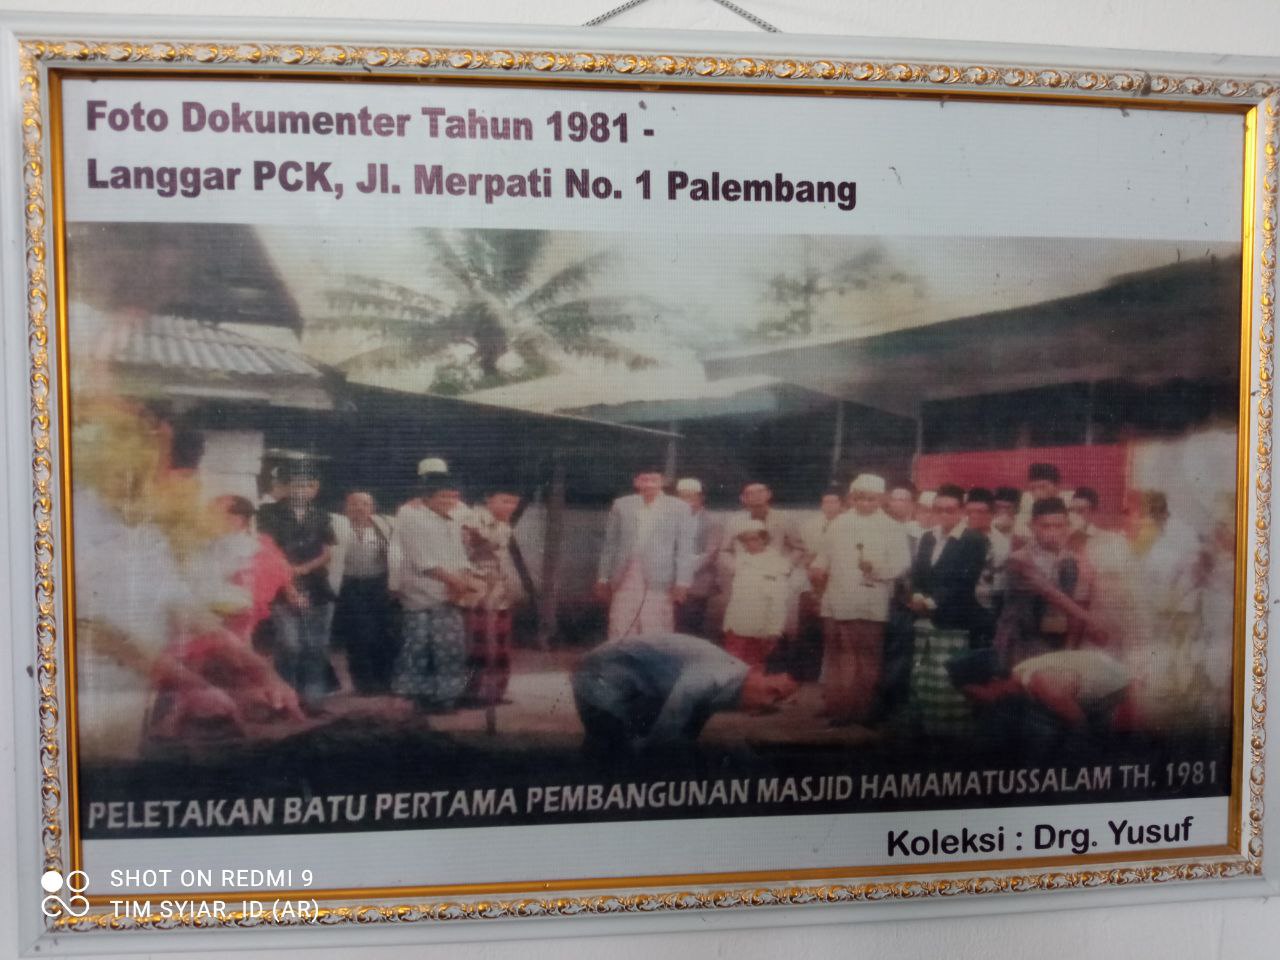 Foto Dokumenter Tahun 1981 -
Langgar PCK, Jl. Merpati No. 1 Palembang
PELETAKAN BATU PERTAMA PEMBANGUNAN MASJID HAMAMATUSSALAM TH. 1981
Koleksi : Drg. Yusuf
SHOT ON REDMI 9
TIM SYIAR. ID (AR)